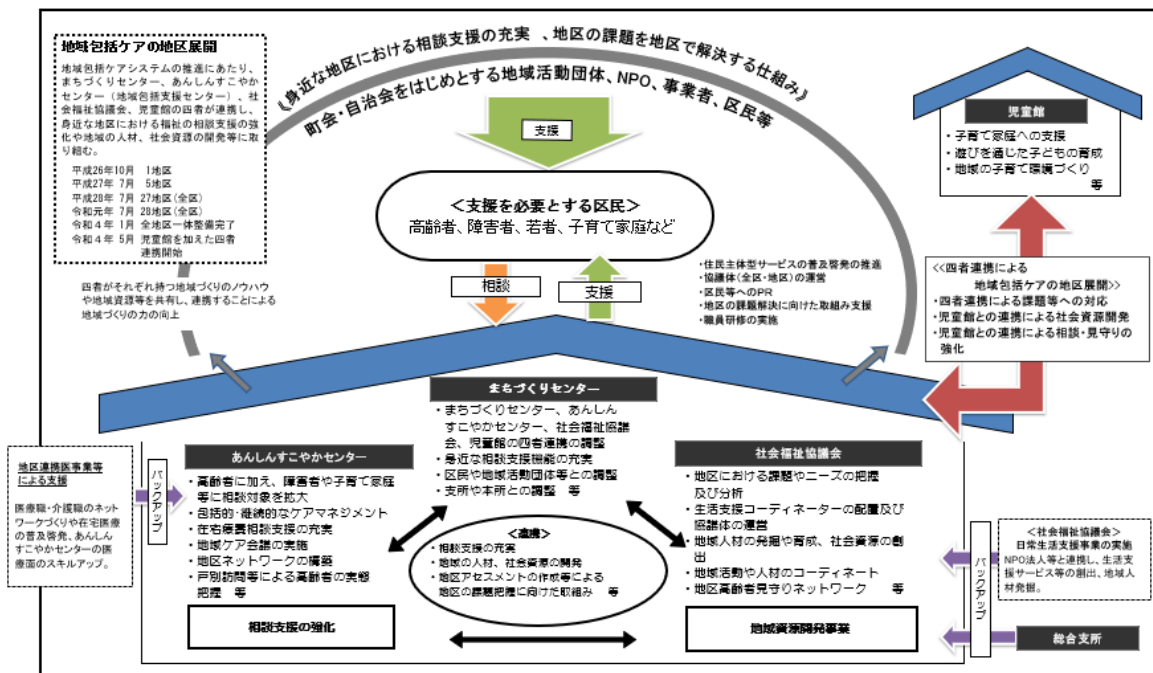 《身近な地区における相談支援の充実 、地区の課題を地区で解決する仕組み》
町会・自治会をはじめとする地域活動団体、NPO、事業者、区民等
地域包括ケアの地区展開
地域包括ケアシステムの推進にあたり、
まちづくりセンター、あんしんすこやか
センター（地域包括支援センター）、社
会福祉協議会、児童館の四者が連携し、
身近な地区における福祉の相談支援の強
化や地域の人材、社会資源の開発等に取
り組む。
平成26年10月 1地区
平成27年 7月 5地区
平成28年 7月 27地区(全区)
令和元年 7月 28地区(全区)
令和４年 1月 全地区一体整備完了
令和４年 5月 児童館を加えた四者
連携開始
四者がそれぞれ持つ地域づくりのノウハウ
や地域資源等を共有し、連携することによる
地域づくりの力の向上
支援
＜支援を必要とする区民＞
高齢者、障害者、若者、子育て家庭など
相談
支援
・住民主体型サービスの普及啓発の推進
・協議体(全区・地区)の運営
・区民等へのPR
・地区の課題解決に向けた取組み支援
・職員研修の実施
児童館
・子育て家庭への支援
・遊びを通じた子どもの育成
・地域の子育て環境づくり
等
<<四者連携による
地域包括ケアの地区展開>>
・四者連携による課題等への対応
・児童館との連携による社会資源開発
・児童館との連携による相談・見守りの
強化
まちづくりセンター
・まちづくりセンター、あんしん
すこやかセンター、社会福祉協議
会、児童館の四者連携の調整
・身近な相談支援機能の充実
・区民や地域活動団体等との調整
・支所や本所との調整 等
地区連携医事業等
による支援
医療職・介護職のネット
ワークづくりや在宅医療
の普及啓発、あんしん
すこやかセンターの医
療面のスキルアップ。
バックアップ
あんしんすこやかセンター
・高齢者に加え、障害者や子育て家庭
等に相談対象を拡大
・包括的･継続的なケアマネジメント
・在宅療養相談支援の充実
・地域ケア会議の実施
・地区ネットワークの構築
・戸別訪問等による高齢者の実態
把握 等
相談支援の強化
＜連携＞
・相談支援の充実
・地域の人材、社会資源の開発
・地区アセスメントの作成等による
地区の課題把握に向けた取組み 等
社会福祉協議会
・地区における課題やニーズの把握
及び分析
・生活支援コーディネーターの配置及び
協議体の運営
・地域人材の発掘や育成、社会資源の創
出
・地域活動や人材のコーディネート
・地区高齢者見守りネットワーク 等
地域資源開発事業
バックアップ
＜社会福祉協議会＞
日常生活支援事業の実施
NPO法人等と連携し、生活支
援サービス等の創出、地域人
材発掘。
総合支所